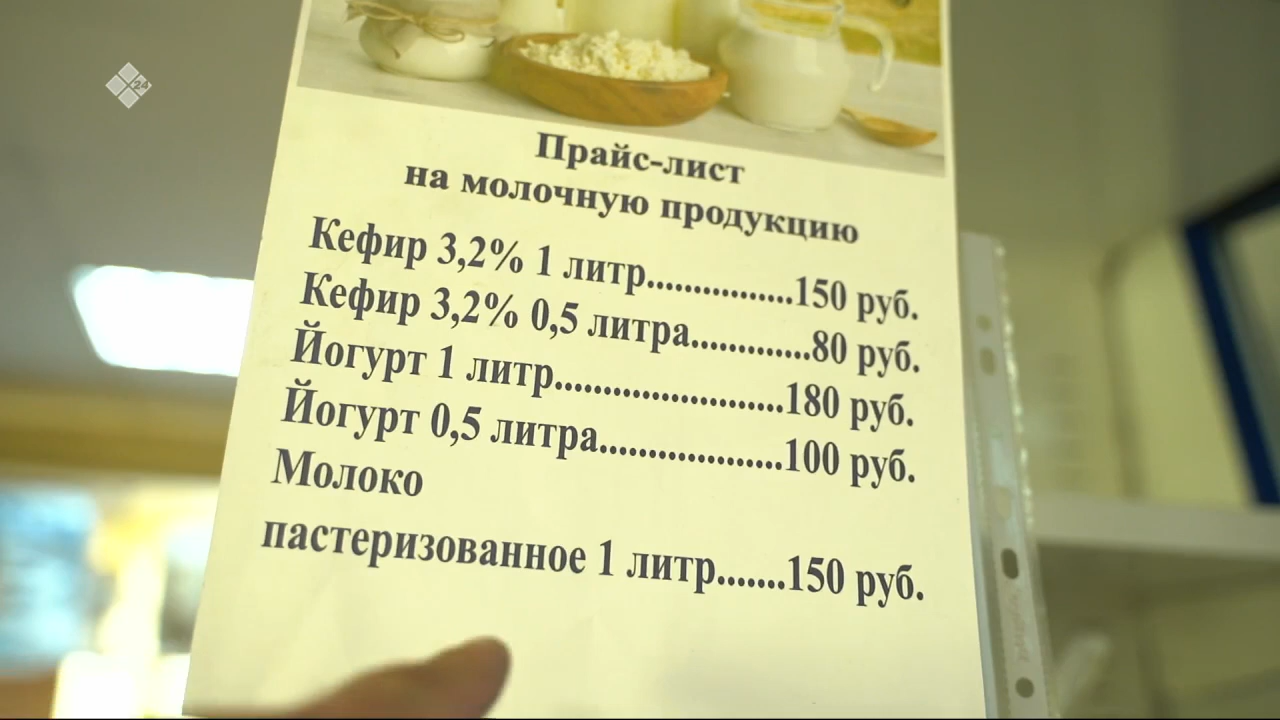 24
Прайс-лист
на молочную продукцию
Кефир 3,2% 1 литр...............150 руб.
Кефир 3,2% 0,5 литра.............80 руб.
Йогурт 1 литр........................180 руб.
Йогурт 0,5 литра...................100 руб.
Молоко
пастеризованное 1 литр.......150 руб.